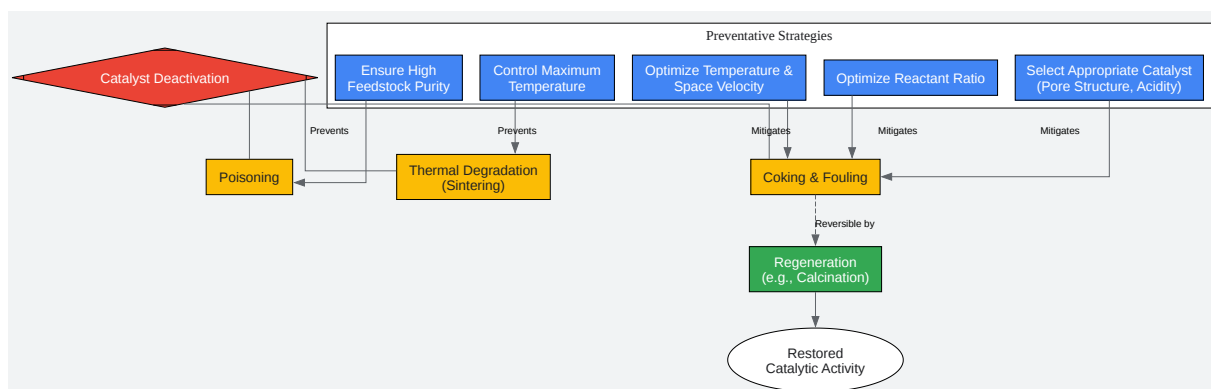 Preventative Strategies
Catalyst Deactivation
Ensure High
Feedstock Purity
Control Maximum
Temperature
Optimize Temperature &
Space Velocity
Optimize Reactant Ratio
Select Appropriate Catalyst
(Pore Structure, Acidity)
Prevents
Prevents
Mitigates
Mitigates
Mitigates
Poisoning
Thermal Degradation
(Sintering)
Coking & Fouling
Reversible by
Regeneration
(e.g., Calcination)
Restored
Catalytic Activity